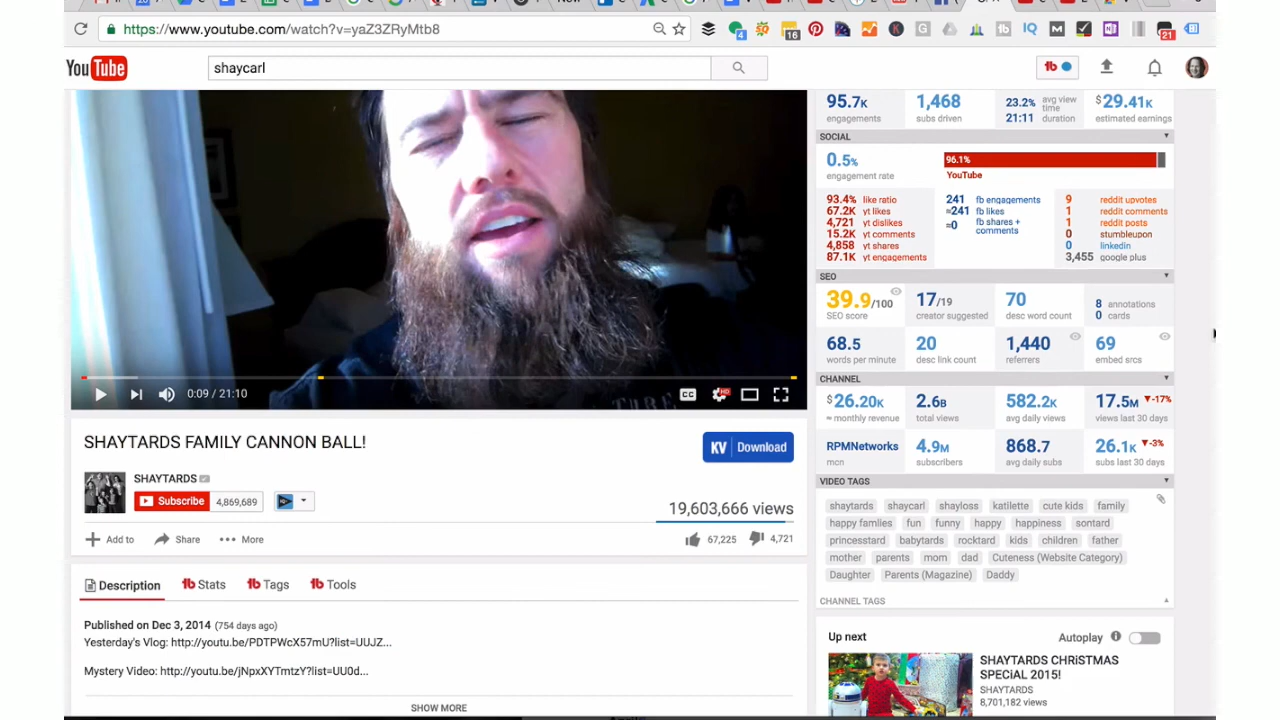 https://www.youtube.com/watch?v=yaZ3ZRyMtb8
4
16
IQ
21
YouTube
shaycarl
tb
95.7K
engagements
1,468
subs driven
23.2% avg view time
21:11 duration
$29.41K
estimated earnings
SOCIAL
0.5%
engagement rate
96.1%
YouTube
93.4% like ratio
67.2K yt likes
4,721 yt dislikes
15.2K yt comments
4,858 yt shares
87.1K yt engagements
241 fb engagements
≈241 fb likes
≈0 fb shares + comments
9 reddit upvotes
1 reddit comments
1 reddit posts
0 stumbleupon
0 linkedin
3,455 google plus
SEO
39.9/100
SEO score
17/19
creator suggested
70
desc word count
8 annotations
0 cards
68.5
words per minute
20
desc link count
1,440
referrers
69
embed srcs
CHANNEL
$26.20K
≈ monthly revenue
2.6B
total views
582.2K
avg daily views
17.5M ▼-17%
views last 30 days
RPMNetworks
mcn
4.9M
subscribers
868.7
avg daily subs
26.1K ▼-3%
subs last 30 days
VIDEO TAGS
shaytards shaycarl shayloss katilette cute kids family
happy famlies fun funny happy happiness sontard
princesstard babytards rocktard kids children father
mother parents mom dad Cuteness (Website Category)
Daughter Parents (Magazine) Daddy
CHANNEL TAGS
0:09 / 21:10
CC
HD
SHAYTARDS FAMILY CANNON BALL!
KV Download
SHAYTARDS
Subscribe 4,869,689
19,603,666 views
Add to Share More
67,225 4,721
Description tb Stats tb Tags tb Tools
Published on Dec 3, 2014 (754 days ago)
Yesterday's Vlog: http://youtu.be/PDTPWcX57mU?list=UUJZ...
Mystery Video: http://youtu.be/jNpxXYTmtzY?list=UU0d...
SHOW MORE
Up next
Autoplay
SHAYTARDS CHRiSTMAS
SPECiAL 2015!
SHAYTARDS
8,701,182 views